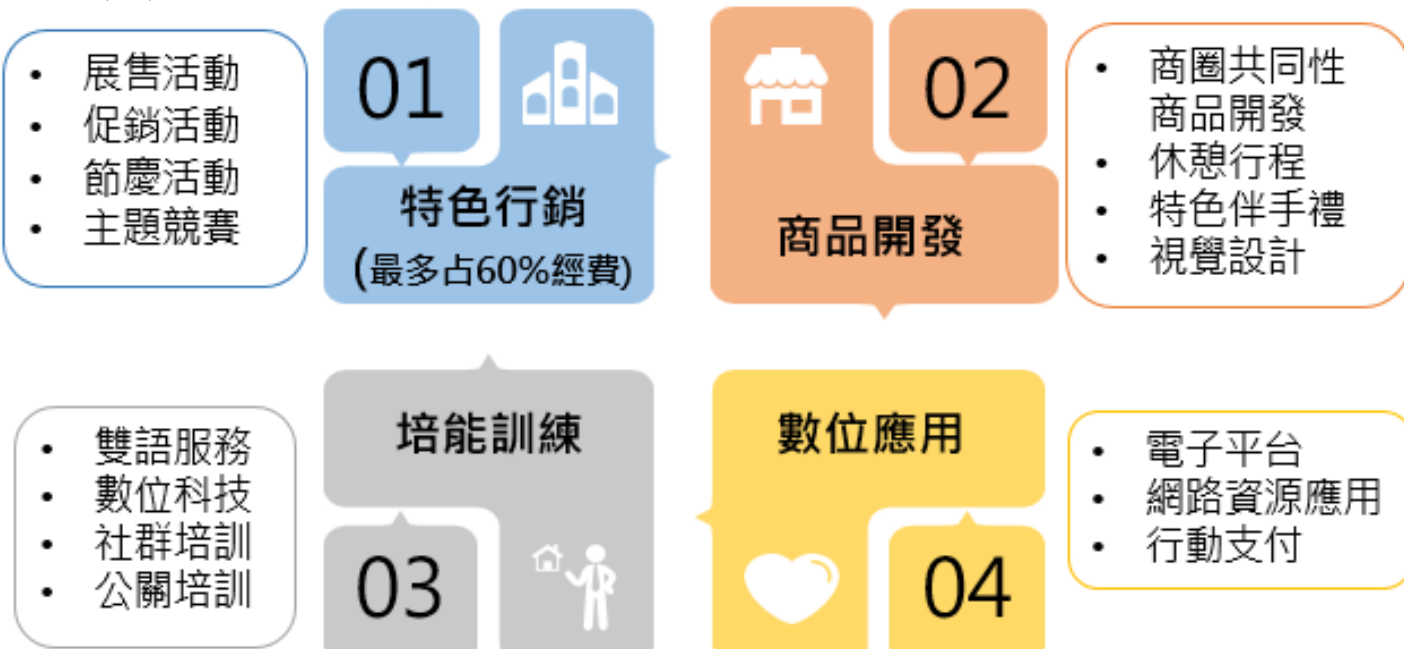 • 展售活動
• 促銷活動
• 節慶活動
• 主題競賽
01
特色行銷
(最多占60%經費)
02
商品開發
• 商圈共同性
商品開發
• 休憩行程
• 特色伴手禮
• 視覺設計
• 雙語服務
• 數位科技
• 社群培訓
• 公關培訓
培能訓練
03
數位應用
04
• 電子平台
• 網路資源應用
• 行動支付